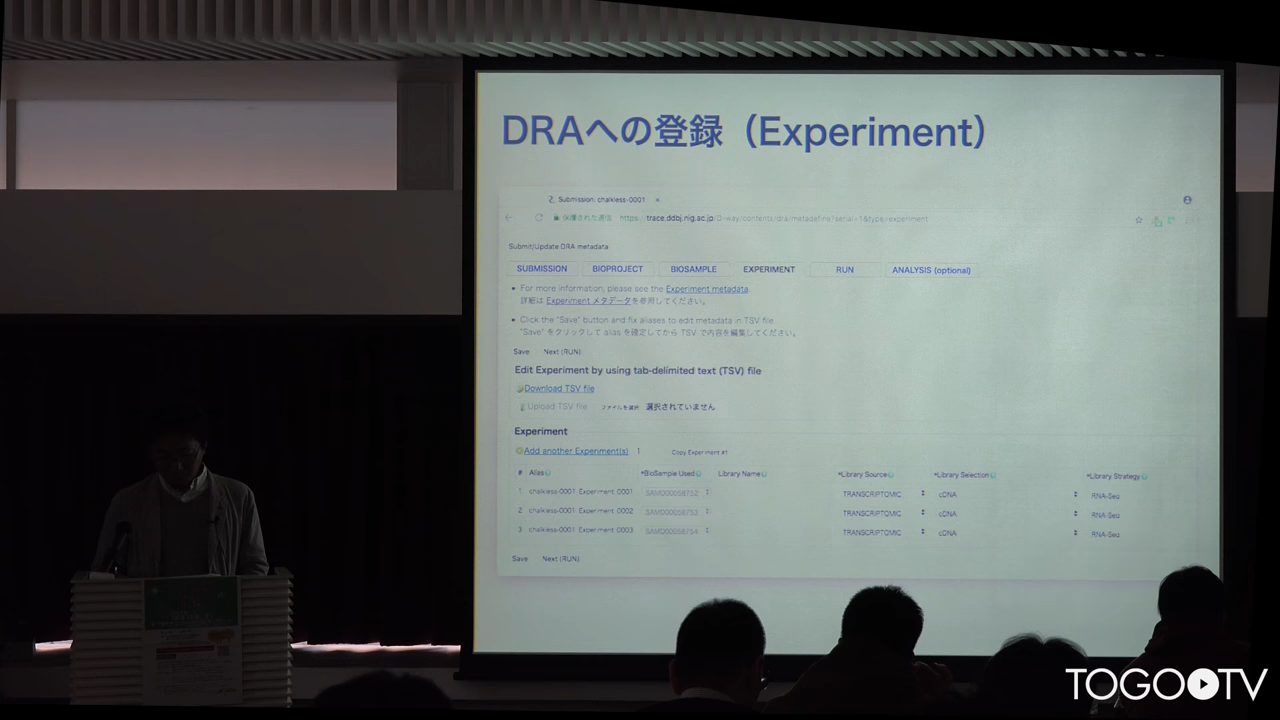 DRAへの登録（Experiment）
Submission: chalkless-0001 ×
保護された通信 https://trace.ddbj.nig.ac.jp/D-way/contents/dra/metadefine?serial=1&type=experiment
Submit/Update DRA metadata
SUBMISSION BIOPROJECT BIOSAMPLE EXPERIMENT RUN ANALYSIS (optional)
For more information, please see the Experiment metadata.
詳細は Experiment メタデータを参照してください。
Click the "Save" button and fix aliases to edit metadata in TSV file.
"Save" をクリックして alias を確定してから TSV で内容を編集してください。
Save Next (RUN)
Edit Experiment by using tab-delimited text (TSV) file
Download TSV file
Upload TSV file ファイルを選択 選択されていません
Experiment
Add another Experiment(s) 1 Copy Experiment #1
# Alias *BioSample Used Library Name *Library Source *Library Selection *Library Strategy
1 chalkless-0001 Experiment 0001 SAMD00058752 TRANSCRIPTOMIC cDNA RNA-Seq
2 chalkless-0001 Experiment 0002 SAMD00058753 TRANSCRIPTOMIC cDNA RNA-Seq
3 chalkless-0001 Experiment 0003 SAMD00058754 TRANSCRIPTOMIC cDNA RNA-Seq
Save Next (RUN)
TOGO TV